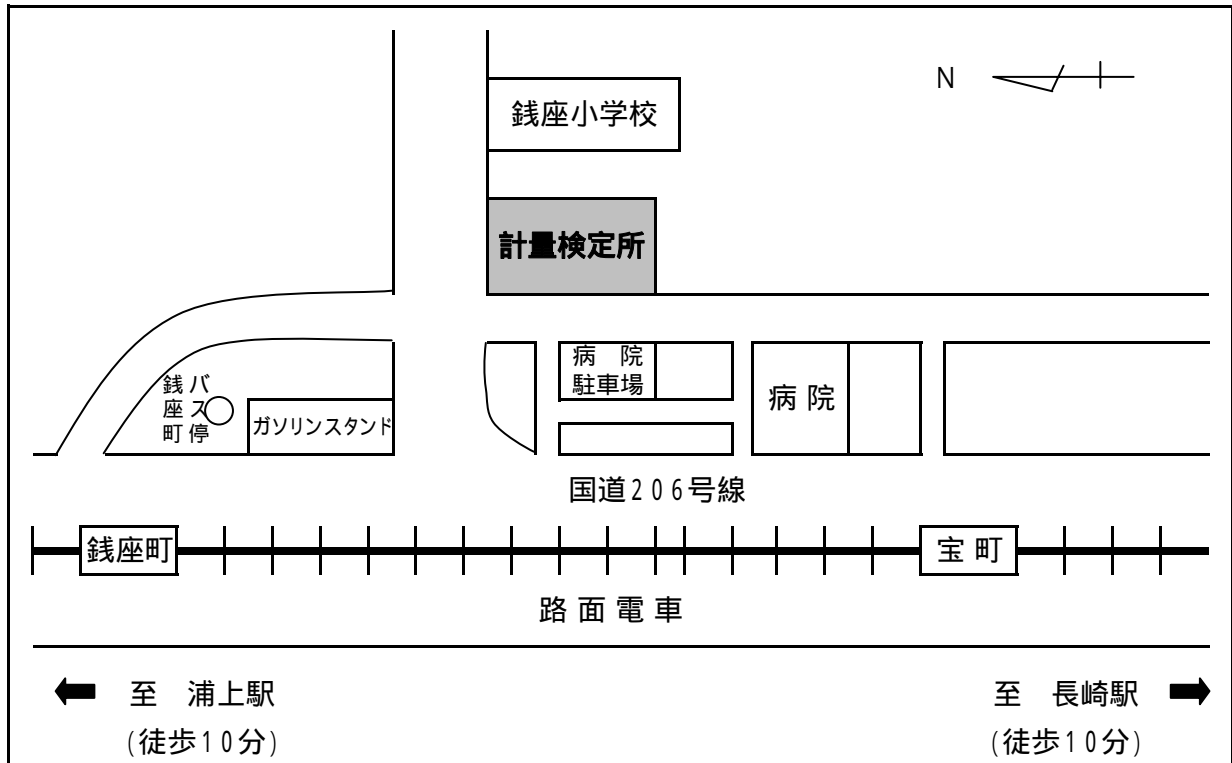 N
銭座小学校
計量検定所
病　院
駐車場
病 院
バス停
銭座町
ガソリンスタンド
国道２０６号線
銭座町
宝 町
路 面 電 車
至　浦上駅
(徒歩１０分)
至　長崎駅
(徒歩１０分)